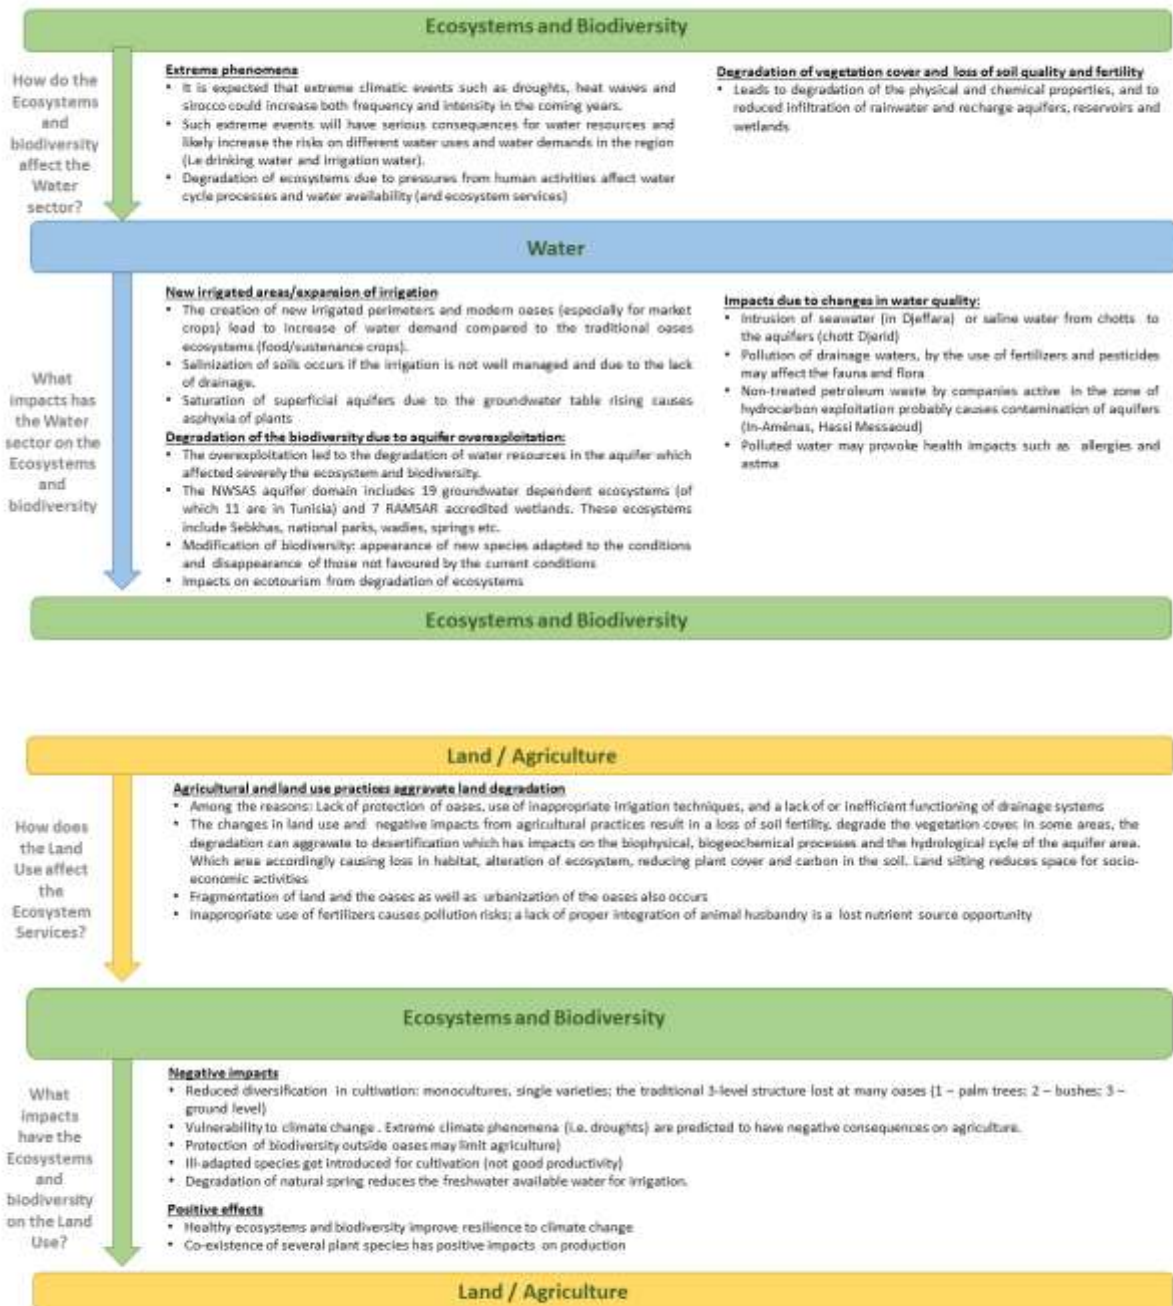 Ecosystems and Biodiversity
How do the
Ecosystems
and
biodiversity
affect the
Water
sector?
Extreme phenomena
• It is expected that extreme climatic events such as droughts, heat waves and
sirocco could increase both frequency and intensity in the coming years.
• Such extreme events will have serious consequences for water resources and
likely increase the risks on different water uses and water demands in the region
(i.e drinking water and irrigation water).
• Degradation of ecosystems due to pressures from human activities affect water
cycle processes and water availability (and ecosystem services)
Degradation of vegetation cover and loss of soil quality and fertility
• Leads to degradation of the physical and chemical properties, and to
reduced infiltration of rainwater and recharge aquifers, reservoirs and
wetlands
Water
What
impacts has
the Water
sector on the
Ecosystems
and
biodiversity
New irrigated areas/expansion of irrigation
• The creation of new irrigated perimeters and modern oases (especially for market
crops) lead to increase of water demand compared to the traditional oases
ecosystems (food/sustenance crops).
• Salinization of soils occurs if the irrigation is not well managed and due to the lack
of drainage.
• Saturation of superficial aquifers due to the groundwater table rising causes
asphyxia of plants
Degradation of the biodiversity due to aquifer overexploitation:
• The overexploitation led to the degradation of water resources in the aquifer which
affected severely the ecosystem and biodiversity.
• The NWSAS aquifer domain includes 19 groundwater dependent ecosystems (of
which 11 are in Tunisia) and 7 RAMSAR accredited wetlands. These ecosystems
include Sebkhas, national parks, wadies, springs etc.
• Modification of biodiversity: appearance of new species adapted to the conditions
and disappearance of those not favoured by the current conditions
• Impacts on ecotourism from degradation of ecosystems
Impacts due to changes in water quality:
• Intrusion of seawater (in Djeffara) or saline water from chotts to
the aquifers (chott Djerid)
• Pollution of drainage waters, by the use of fertilizers and pesticides
may affect the fauna and flora
• Non-treated petroleum waste by companies active in the zone of
hydrocarbon exploitation probably causes contamination of aquifers
(In-Aménas, Hassi Messaoud)
• Polluted water may provoke health impacts such as allergies and
astma
Ecosystems and Biodiversity
Land / Agriculture
How does
the Land
Use affect
the
Ecosystem
Services?
Agricultural and land use practices aggravate land degradation
• Among the reasons: Lack of protection of oases, use of inappropriate irrigation techniques, and a lack of or inefficient functioning of drainage systems
• The changes in land use and negative impacts from agricultural practices result in a loss of soil fertility, degrade the vegetation cover. In some areas, the
degradation can aggravate to desertification which has impacts on the biophysical, biogeochemical processes and the hydrological cycle of the aquifer area.
Which area accordingly causing loss in habitat, alteration of ecosystem, reducing plant cover and carbon in the soil. Land silting reduces space for socio-
economic activities
• Fragmentation of land and the oases as well as urbanization of the oases also occurs
• Inappropriate use of fertilizers causes pollution risks; a lack of proper integration of animal husbandry is a lost nutrient source opportunity
Ecosystems and Biodiversity
What
impacts
have the
Ecosystems
and
biodiversity
on the Land
Use?
Negative impacts
• Reduced diversification in cultivation: monocultures, single varieties; the traditional 3-level structure lost at many oases (1 – palm trees; 2 – bushes; 3 –
ground level)
• Vulnerability to climate change . Extreme climate phenomena (i.e. droughts) are predicted to have negative consequences on agriculture.
• Protection of biodiversity outside oases may limit agriculture)
• Ill-adapted species get introduced for cultivation (not good productivity)
• Degradation of natural spring reduces the freshwater available water for irrigation.
Positive effects
• Healthy ecosystems and biodiversity improve resilience to climate change
• Co-existence of several plant species has positive impacts on production
Land / Agriculture